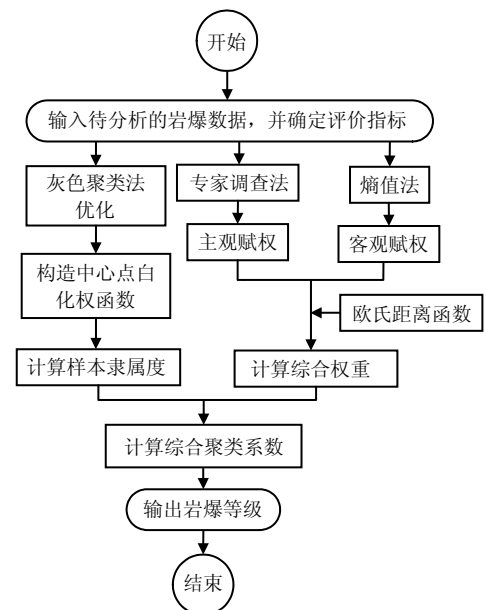 开始
输入待分析的岩爆数据，并确定评价指标
灰色聚类法
优化
专家调查法
熵值法
主观赋权
客观赋权
构造中心点白
化权函数
欧氏距离函数
计算样本隶属度
计算综合权重
计算综合聚类系数
输出岩爆等级
结束